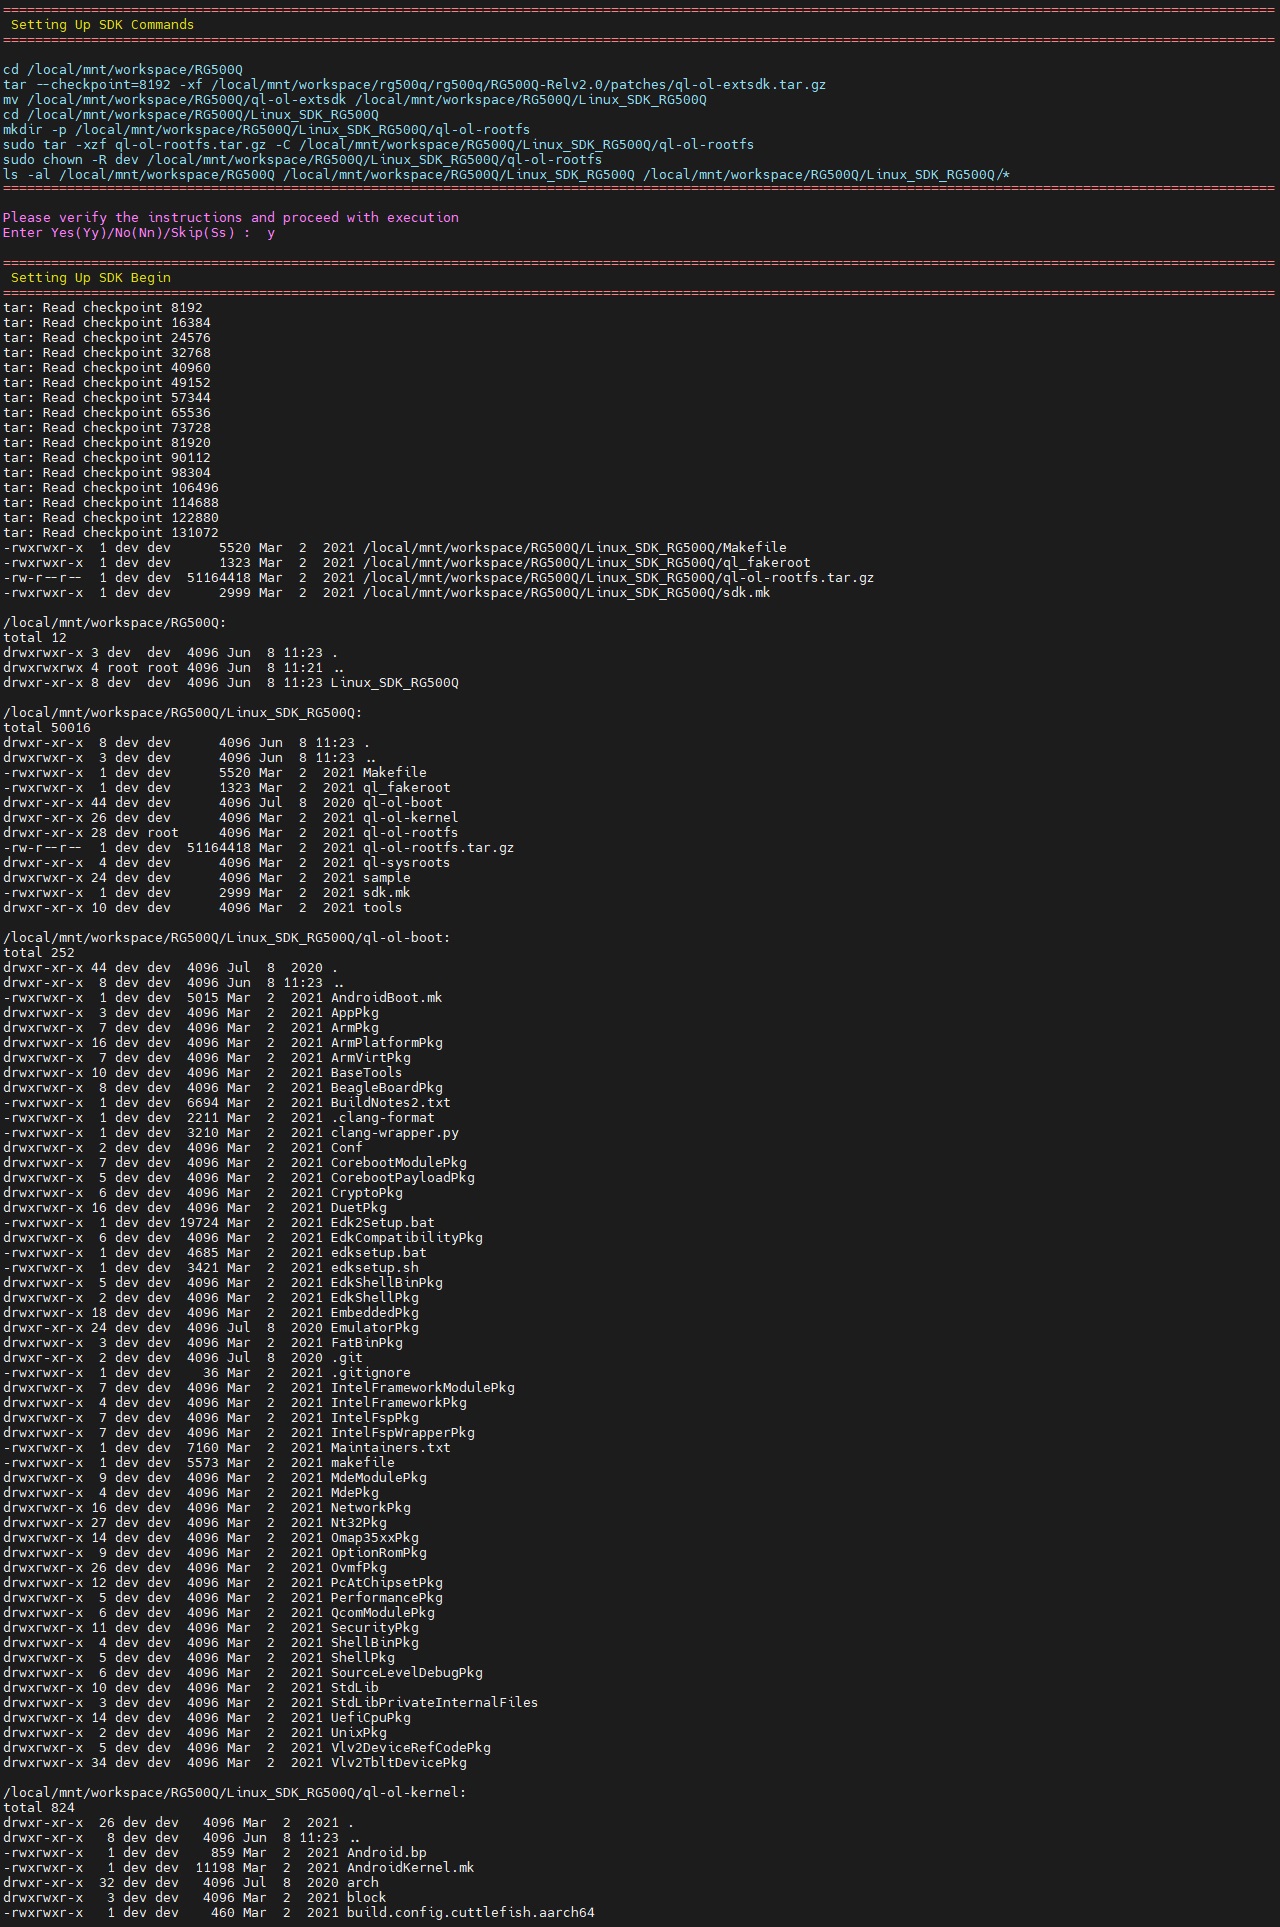 ===============================================================================================================================================================
 Setting Up SDK Commands
===============================================================================================================================================================

cd /local/mnt/workspace/RG500Q
tar --checkpoint=8192 -xf /local/mnt/workspace/rg500q/rg500q/RG500Q-Relv2.0/patches/ql-ol-extsdk.tar.gz
mv /local/mnt/workspace/RG500Q/ql-ol-extsdk /local/mnt/workspace/RG500Q/Linux_SDK_RG500Q
cd /local/mnt/workspace/RG500Q/Linux_SDK_RG500Q
mkdir -p /local/mnt/workspace/RG500Q/Linux_SDK_RG500Q/ql-ol-rootfs
sudo tar -xzf ql-ol-rootfs.tar.gz -C /local/mnt/workspace/RG500Q/Linux_SDK_RG500Q/ql-ol-rootfs
sudo chown -R dev /local/mnt/workspace/RG500Q/Linux_SDK_RG500Q/ql-ol-rootfs
ls -al /local/mnt/workspace/RG500Q /local/mnt/workspace/RG500Q/Linux_SDK_RG500Q /local/mnt/workspace/RG500Q/Linux_SDK_RG500Q/*
===============================================================================================================================================================

Please verify the instructions and proceed with execution
Enter Yes(Yy)/No(Nn)/Skip(Ss) :  y

===============================================================================================================================================================
 Setting Up SDK Begin
===============================================================================================================================================================
tar: Read checkpoint 8192
tar: Read checkpoint 16384
tar: Read checkpoint 24576
tar: Read checkpoint 32768
tar: Read checkpoint 40960
tar: Read checkpoint 49152
tar: Read checkpoint 57344
tar: Read checkpoint 65536
tar: Read checkpoint 73728
tar: Read checkpoint 81920
tar: Read checkpoint 90112
tar: Read checkpoint 98304
tar: Read checkpoint 106496
tar: Read checkpoint 114688
tar: Read checkpoint 122880
tar: Read checkpoint 131072
-rwxrwxr-x  1 dev dev      5520 Mar  2  2021 /local/mnt/workspace/RG500Q/Linux_SDK_RG500Q/Makefile
-rwxrwxr-x  1 dev dev      1323 Mar  2  2021 /local/mnt/workspace/RG500Q/Linux_SDK_RG500Q/ql_fakeroot
-rw-r--r--  1 dev dev  51164418 Mar  2  2021 /local/mnt/workspace/RG500Q/Linux_SDK_RG500Q/ql-ol-rootfs.tar.gz
-rwxrwxr-x  1 dev dev      2999 Mar  2  2021 /local/mnt/workspace/RG500Q/Linux_SDK_RG500Q/sdk.mk

/local/mnt/workspace/RG500Q:
total 12
drwxrwxr-x 3 dev  dev  4096 Jun  8 11:23 .
drwxrwxrwx 4 root root 4096 Jun  8 11:21 ..
drwxr-xr-x 8 dev  dev  4096 Jun  8 11:23 Linux_SDK_RG500Q

/local/mnt/workspace/RG500Q/Linux_SDK_RG500Q:
total 50016
drwxr-xr-x  8 dev dev      4096 Jun  8 11:23 .
drwxrwxr-x  3 dev dev      4096 Jun  8 11:23 ..
-rwxrwxr-x  1 dev dev      5520 Mar  2  2021 Makefile
-rwxrwxr-x  1 dev dev      1323 Mar  2  2021 ql_fakeroot
drwxr-xr-x 44 dev dev      4096 Jul  8  2020 ql-ol-boot
drwxr-xr-x 26 dev dev      4096 Mar  2  2021 ql-ol-kernel
drwxr-xr-x 28 dev root     4096 Mar  2  2021 ql-ol-rootfs
-rw-r--r--  1 dev dev  51164418 Mar  2  2021 ql-ol-rootfs.tar.gz
drwxr-xr-x  4 dev dev      4096 Mar  2  2021 ql-sysroots
drwxrwxr-x 24 dev dev      4096 Mar  2  2021 sample
-rwxrwxr-x  1 dev dev      2999 Mar  2  2021 sdk.mk
drwxr-xr-x 10 dev dev      4096 Mar  2  2021 tools

/local/mnt/workspace/RG500Q/Linux_SDK_RG500Q/ql-ol-boot:
total 252
drwxr-xr-x 44 dev dev  4096 Jul  8  2020 .
drwxr-xr-x  8 dev dev  4096 Jun  8 11:23 ..
-rwxrwxr-x  1 dev dev  5015 Mar  2  2021 AndroidBoot.mk
drwxrwxr-x  3 dev dev  4096 Mar  2  2021 AppPkg
drwxrwxr-x  7 dev dev  4096 Mar  2  2021 ArmPkg
drwxrwxr-x 16 dev dev  4096 Mar  2  2021 ArmPlatformPkg
drwxrwxr-x  7 dev dev  4096 Mar  2  2021 ArmVirtPkg
drwxrwxr-x 10 dev dev  4096 Mar  2  2021 BaseTools
drwxrwxr-x  8 dev dev  4096 Mar  2  2021 BeagleBoardPkg
-rwxrwxr-x  1 dev dev  6694 Mar  2  2021 BuildNotes2.txt
-rwxrwxr-x  1 dev dev  2211 Mar  2  2021 .clang-format
-rwxrwxr-x  1 dev dev  3210 Mar  2  2021 clang-wrapper.py
drwxrwxr-x  2 dev dev  4096 Mar  2  2021 Conf
drwxrwxr-x  7 dev dev  4096 Mar  2  2021 CorebootModulePkg
drwxrwxr-x  5 dev dev  4096 Mar  2  2021 CorebootPayloadPkg
drwxrwxr-x  6 dev dev  4096 Mar  2  2021 CryptoPkg
drwxrwxr-x 16 dev dev  4096 Mar  2  2021 DuetPkg
-rwxrwxr-x  1 dev dev 19724 Mar  2  2021 Edk2Setup.bat
drwxrwxr-x  6 dev dev  4096 Mar  2  2021 EdkCompatibilityPkg
-rwxrwxr-x  1 dev dev  4685 Mar  2  2021 edksetup.bat
-rwxrwxr-x  1 dev dev  3421 Mar  2  2021 edksetup.sh
drwxrwxr-x  5 dev dev  4096 Mar  2  2021 EdkShellBinPkg
drwxrwxr-x  2 dev dev  4096 Mar  2  2021 EdkShellPkg
drwxrwxr-x 18 dev dev  4096 Mar  2  2021 EmbeddedPkg
drwxr-xr-x 24 dev dev  4096 Jul  8  2020 EmulatorPkg
drwxrwxr-x  3 dev dev  4096 Mar  2  2021 FatBinPkg
drwxr-xr-x  2 dev dev  4096 Jul  8  2020 .git
-rwxrwxr-x  1 dev dev    36 Mar  2  2021 .gitignore
drwxrwxr-x  7 dev dev  4096 Mar  2  2021 IntelFrameworkModulePkg
drwxrwxr-x  4 dev dev  4096 Mar  2  2021 IntelFrameworkPkg
drwxrwxr-x  7 dev dev  4096 Mar  2  2021 IntelFspPkg
drwxrwxr-x  7 dev dev  4096 Mar  2  2021 IntelFspWrapperPkg
-rwxrwxr-x  1 dev dev  7160 Mar  2  2021 Maintainers.txt
-rwxrwxr-x  1 dev dev  5573 Mar  2  2021 makefile
drwxrwxr-x  9 dev dev  4096 Mar  2  2021 MdeModulePkg
drwxrwxr-x  4 dev dev  4096 Mar  2  2021 MdePkg
drwxrwxr-x 16 dev dev  4096 Mar  2  2021 NetworkPkg
drwxrwxr-x 27 dev dev  4096 Mar  2  2021 Nt32Pkg
drwxrwxr-x 14 dev dev  4096 Mar  2  2021 Omap35xxPkg
drwxrwxr-x  9 dev dev  4096 Mar  2  2021 OptionRomPkg
drwxrwxr-x 26 dev dev  4096 Mar  2  2021 OvmfPkg
drwxrwxr-x 12 dev dev  4096 Mar  2  2021 PcAtChipsetPkg
drwxrwxr-x  5 dev dev  4096 Mar  2  2021 PerformancePkg
drwxrwxr-x  6 dev dev  4096 Mar  2  2021 QcomModulePkg
drwxrwxr-x 11 dev dev  4096 Mar  2  2021 SecurityPkg
drwxrwxr-x  4 dev dev  4096 Mar  2  2021 ShellBinPkg
drwxrwxr-x  5 dev dev  4096 Mar  2  2021 ShellPkg
drwxrwxr-x  6 dev dev  4096 Mar  2  2021 SourceLevelDebugPkg
drwxrwxr-x 10 dev dev  4096 Mar  2  2021 StdLib
drwxrwxr-x  3 dev dev  4096 Mar  2  2021 StdLibPrivateInternalFiles
drwxrwxr-x 14 dev dev  4096 Mar  2  2021 UefiCpuPkg
drwxrwxr-x  2 dev dev  4096 Mar  2  2021 UnixPkg
drwxrwxr-x  5 dev dev  4096 Mar  2  2021 Vlv2DeviceRefCodePkg
drwxrwxr-x 34 dev dev  4096 Mar  2  2021 Vlv2TbltDevicePkg

/local/mnt/workspace/RG500Q/Linux_SDK_RG500Q/ql-ol-kernel:
total 824
drwxr-xr-x  26 dev dev   4096 Mar  2  2021 .
drwxr-xr-x   8 dev dev   4096 Jun  8 11:23 ..
-rwxrwxr-x   1 dev dev    859 Mar  2  2021 Android.bp
-rwxrwxr-x   1 dev dev  11198 Mar  2  2021 AndroidKernel.mk
drwxr-xr-x  32 dev dev   4096 Jul  8  2020 arch
drwxrwxr-x   3 dev dev   4096 Mar  2  2021 block
-rwxrwxr-x   1 dev dev    460 Mar  2  2021 build.config.cuttlefish.aarch64